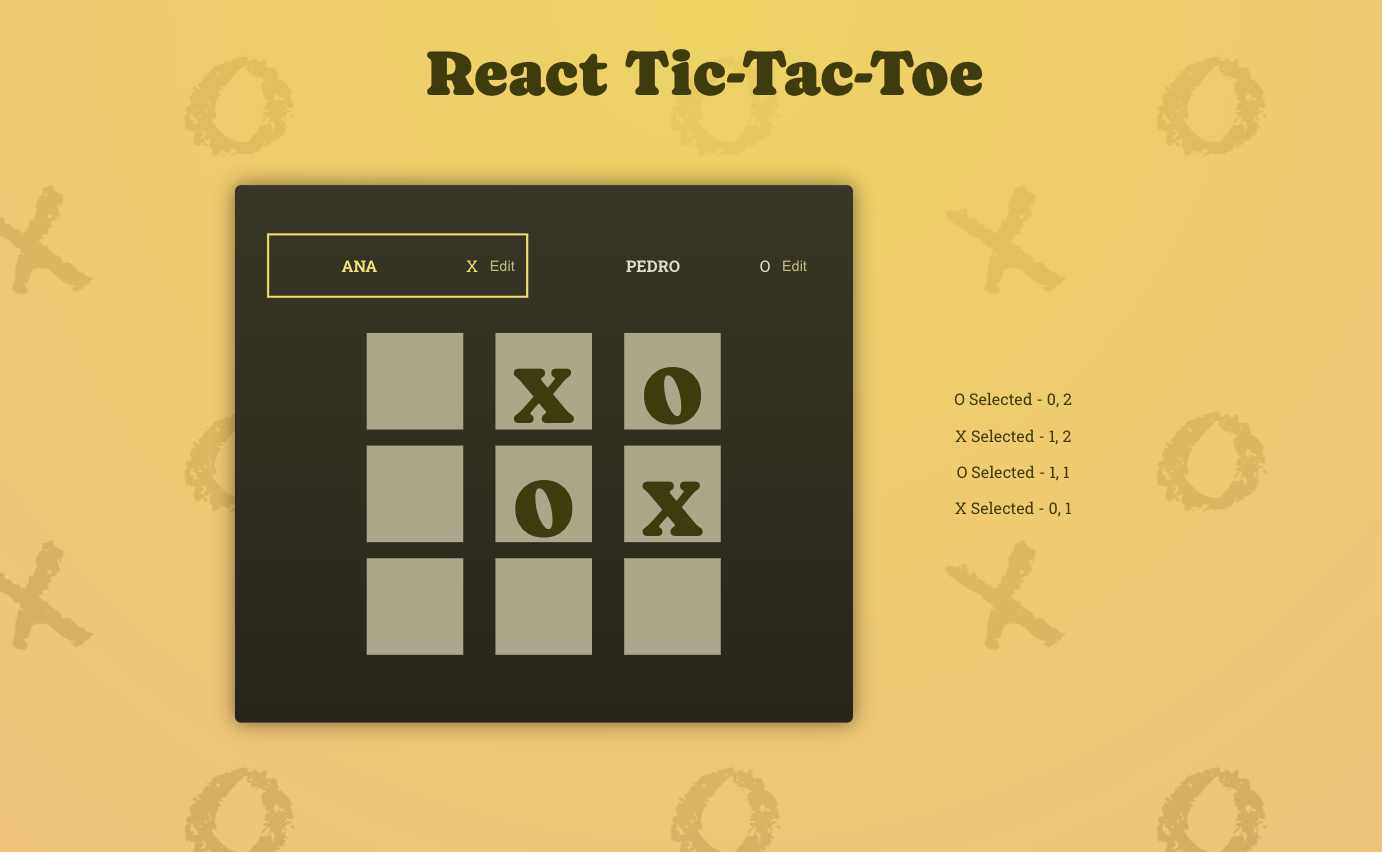 React Tic-Tac-Toe
ANA X Edit PEDRO O Edit
X O
O X
O Selected - 0, 2
X Selected - 1, 2
O Selected - 1, 1
X Selected - 0, 1